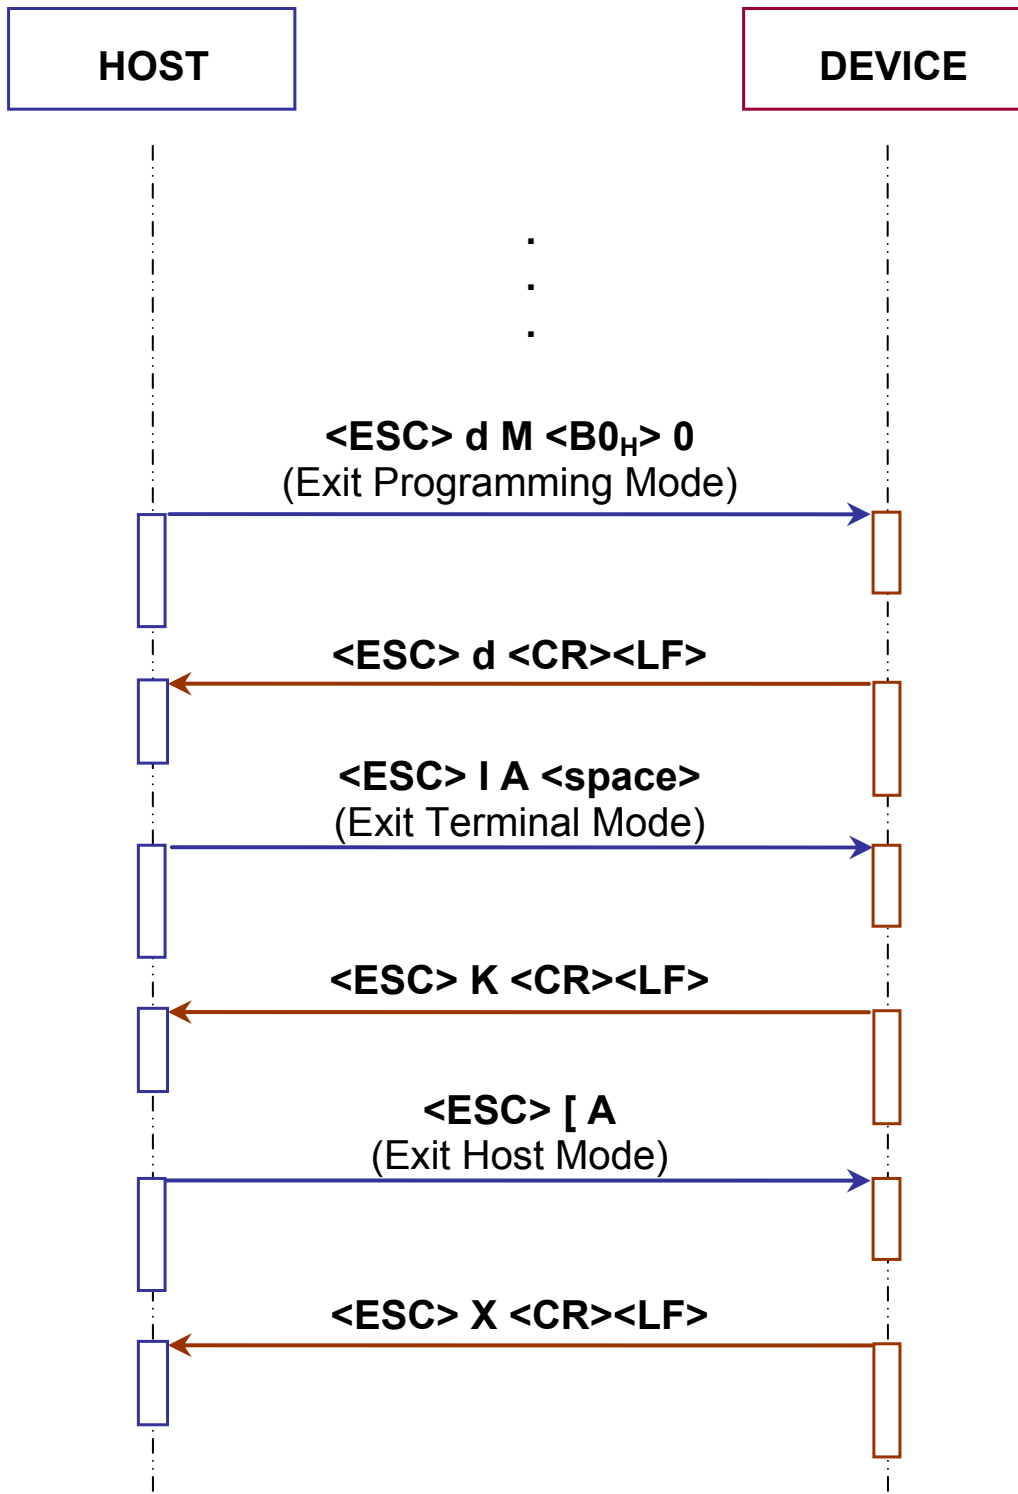 HOST
DEVICE
.
.
.
<ESC> d M <B0H> 0
(Exit Programming Mode)
<ESC> d <CR><LF>
<ESC> I A <space>
(Exit Terminal Mode)
<ESC> K <CR><LF>
<ESC> [ A
(Exit Host Mode)
<ESC> X <CR><LF>